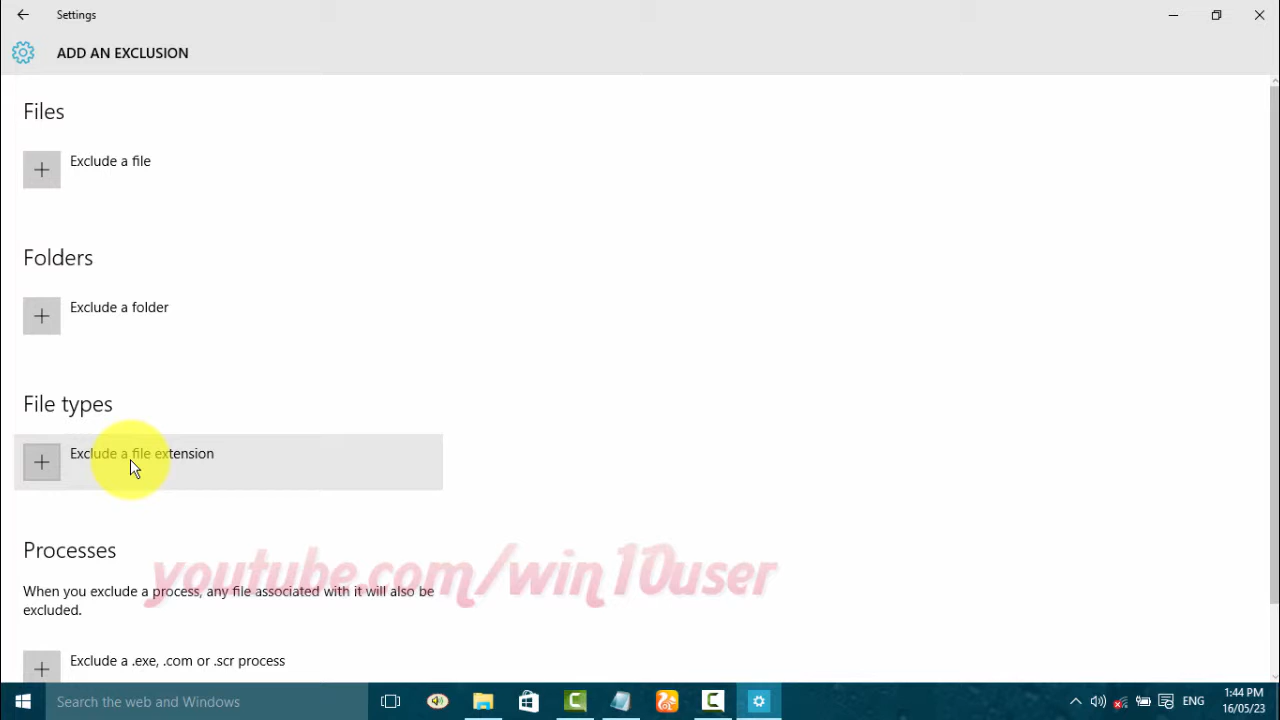 Settings
ADD AN EXCLUSION
Files
Exclude a file
Folders
Exclude a folder
File types
Exclude a file extension
Processes
When you exclude a process, any file associated with it will also be
excluded.
youtube.com/win10user
Exclude a .exe, .com or .scr process
Search the web and Windows
ENG
1:44 PM
16/05/23